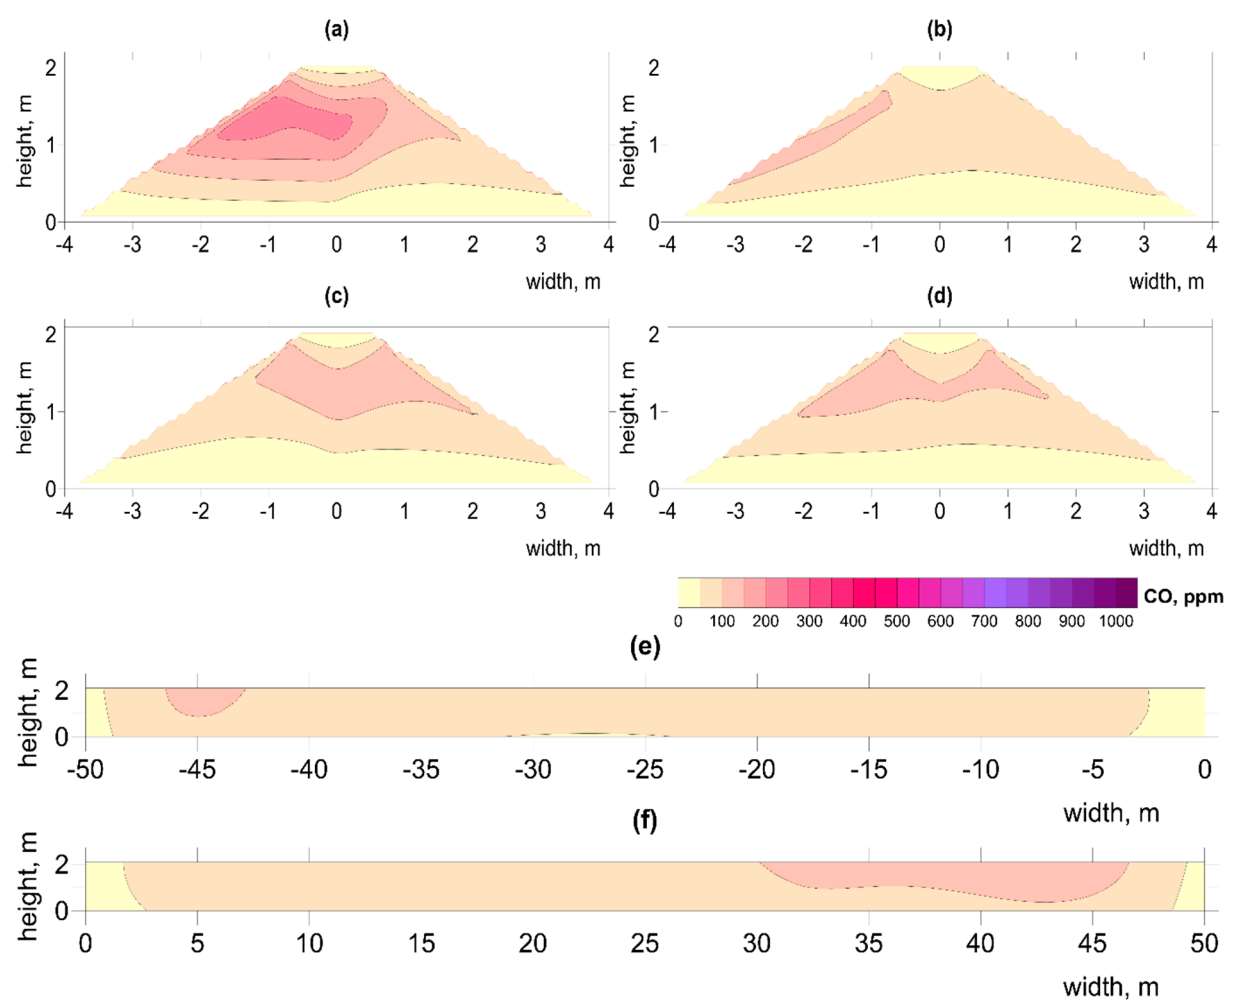 (a) (b)
height, m 2 1 0 height, m 2 1 0
-4 -3 -2 -1 0 1 2 3 4 -4 -3 -2 -1 0 1 2 3 4
width, m width, m
(c) (d)
height, m 2 1 0 height, m 2 1 0
-4 -3 -2 -1 0 1 2 3 4 -4 -3 -2 -1 0 1 2 3 4
width, m width, m
CO, ppm
0 100 200 300 400 500 600 700 800 900 1000
(e)
height, m 2 0
-50 -45 -40 -35 -30 -25 -20 -15 -10 -5 0
width, m
(f)
height, m 2 0
0 5 10 15 20 25 30 35 40 45 50
width, m